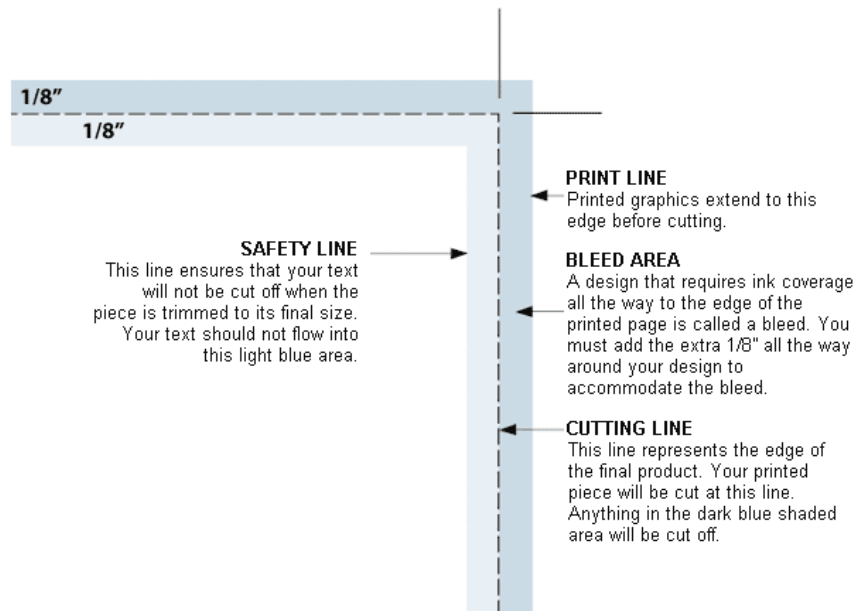 1/8"
1/8"
PRINT LINE
Printed graphics extend to this
edge before cutting.
SAFETY LINE
This line ensures that your text
will not be cut off when the
piece is trimmed to its final size.
Your text should not flow into
this light blue area.
BLEED AREA
A design that requires ink coverage
all the way to the edge of the
printed page is called a bleed. You
must add the extra 1/8" all the way
around your design to
accommodate the bleed.
CUTTING LINE
This line represents the edge of
the final product. Your printed
piece will be cut at this line.
Anything in the dark blue shaded
area will be cut off.